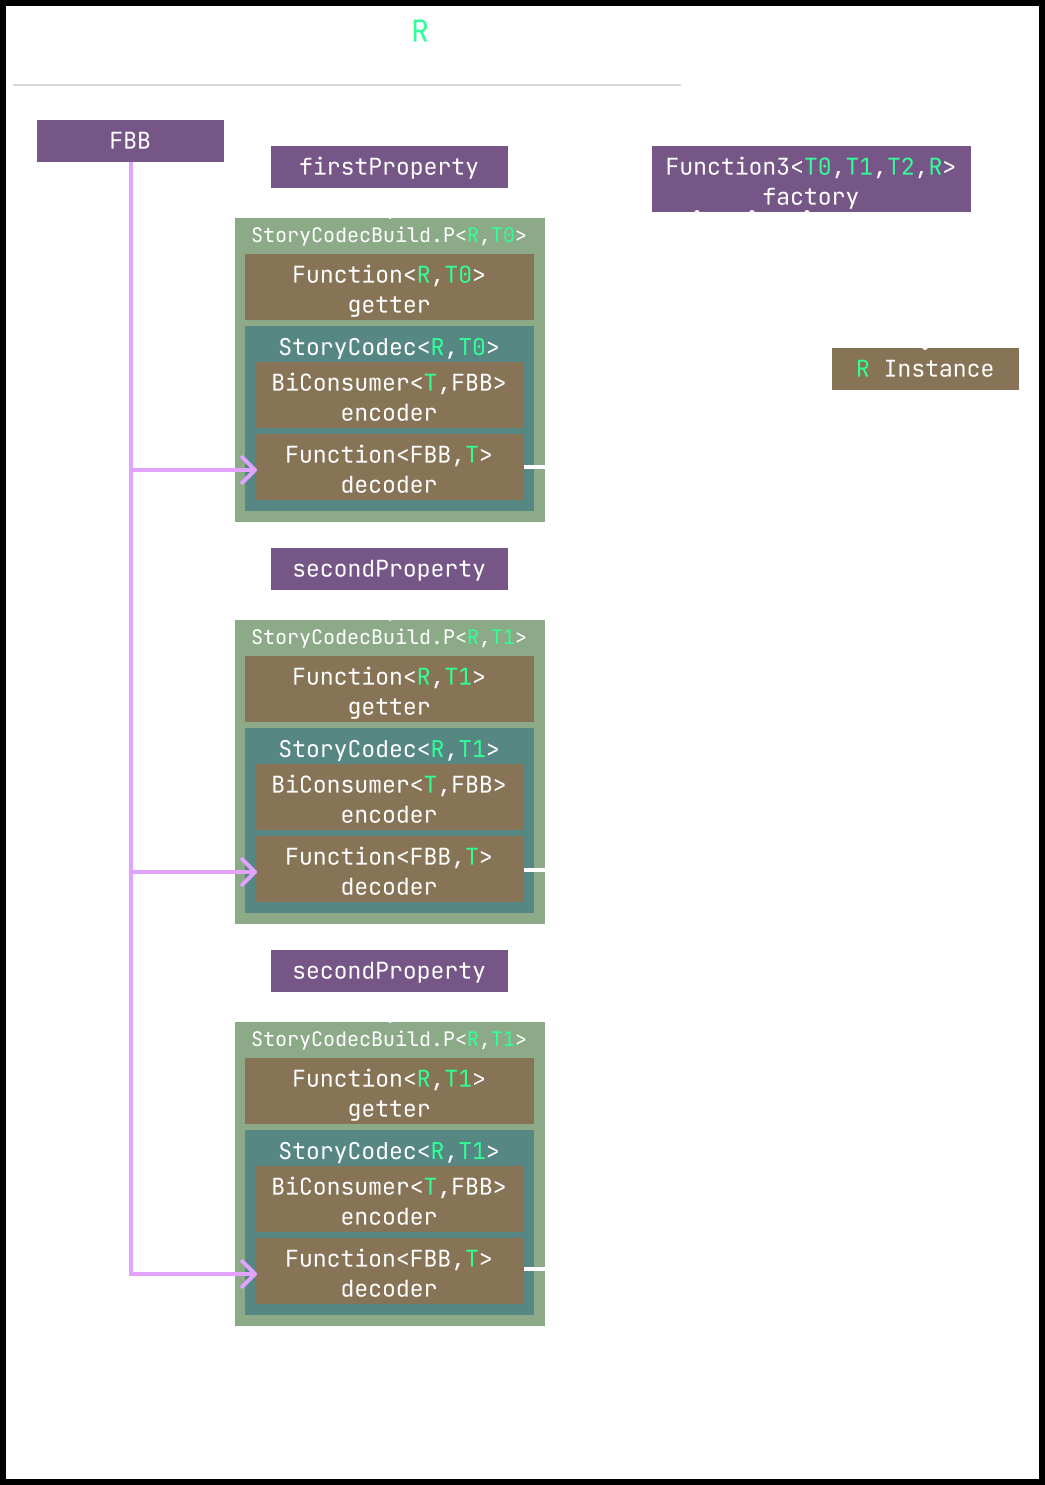 R
FBB
firstProperty
Function3<T0,T1,T2,R>
factory
StoryCodecBuild.P<R,T0>
Function<R,T0>
getter
StoryCodec<R,T0>
BiConsumer<T,FBB>
encoder
Function<FBB,T>
decoder
R Instance
secondProperty
StoryCodecBuild.P<R,T1>
Function<R,T1>
getter
StoryCodec<R,T1>
BiConsumer<T,FBB>
encoder
Function<FBB,T>
decoder
secondProperty
StoryCodecBuild.P<R,T1>
Function<R,T1>
getter
StoryCodec<R,T1>
BiConsumer<T,FBB>
encoder
Function<FBB,T>
decoder